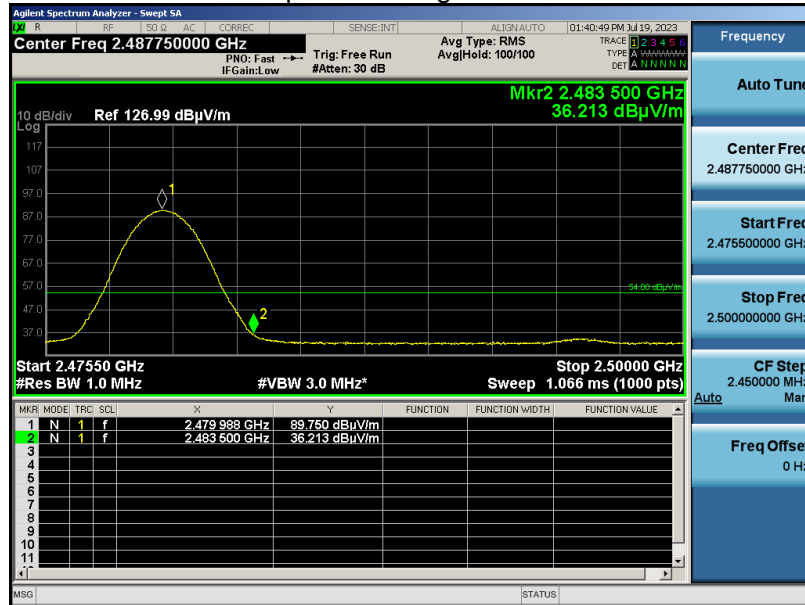 Agilent Spectrum Analyzer - Swept SA
LXI R RF 50 Ω AC CORREC SENSE:INT ALIGN AUTO 01:40:49 PM Jul 19, 2023
Center Freq 2.487750000 GHz
PNO: Fast
IFGain:Low
Trig: Free Run
#Atten: 30 dB
Avg Type: RMS
Avg|Hold: 100/100
TRACE 1 2 3 4 5 6
TYPE A WWWWW
DET A N N N N N
Mkr2 2.483 500 GHz
36.213 dBµV/m
10 dB/div Ref 126.99 dBµV/m
Log
117
107
97.0
87.0
77.0
67.0
57.0
47.0
37.0
1
2
54.00 dBµV/m
Start 2.47550 GHz Stop 2.50000 GHz
#Res BW 1.0 MHz #VBW 3.0 MHz* Sweep 1.066 ms (1000 pts)
MKR MODE TRC SCL X Y FUNCTION FUNCTION WIDTH FUNCTION VALUE
1 N 1 f 2.479 988 GHz 89.750 dBµV/m
2 N 1 f 2.483 500 GHz 36.213 dBµV/m
3
4
5
6
7
8
9
10
11
MSG STATUS
Frequency
Auto Tune
Center Freq
2.487750000 GHz
Start Freq
2.475500000 GHz
Stop Freq
2.500000000 GHz
CF Step
2.450000 MHz
Auto Man
Freq Offset
0 Hz